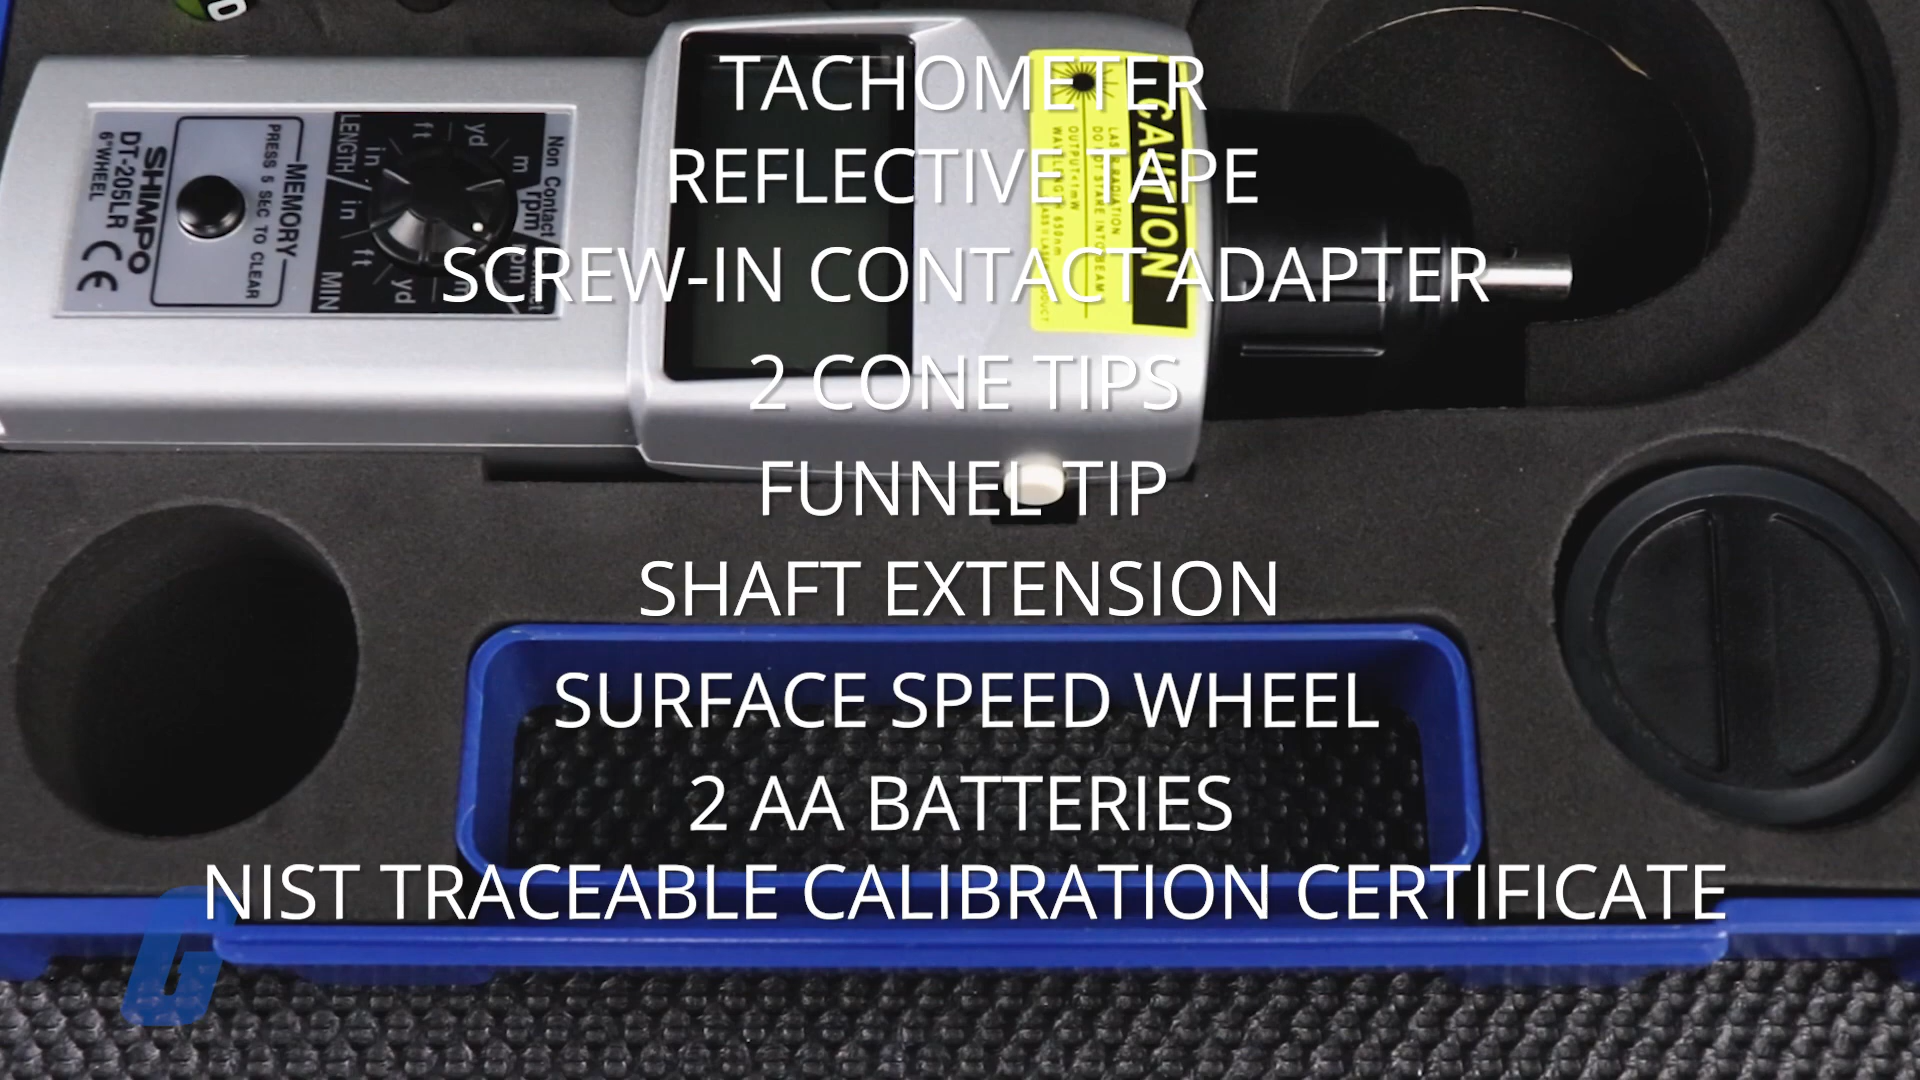 TACHOMETER
REFLECTIVE TAPE
SCREW-IN CONTACT ADAPTER
2 CONE TIPS
FUNNEL TIP
SHAFT EXTENSION
SURFACE SPEED WHEEL
2 AA BATTERIES
NIST TRACEABLE CALIBRATION CERTIFICATE
SHIMPO
DT-205LR
6"WHEEL
CE
MEMORY
PRESS 5 SEC TO CLEAR
LENGTH
in
ft
yd
m
Non Contact
rpm
in
ft
yd
MIN
CAUTION
G